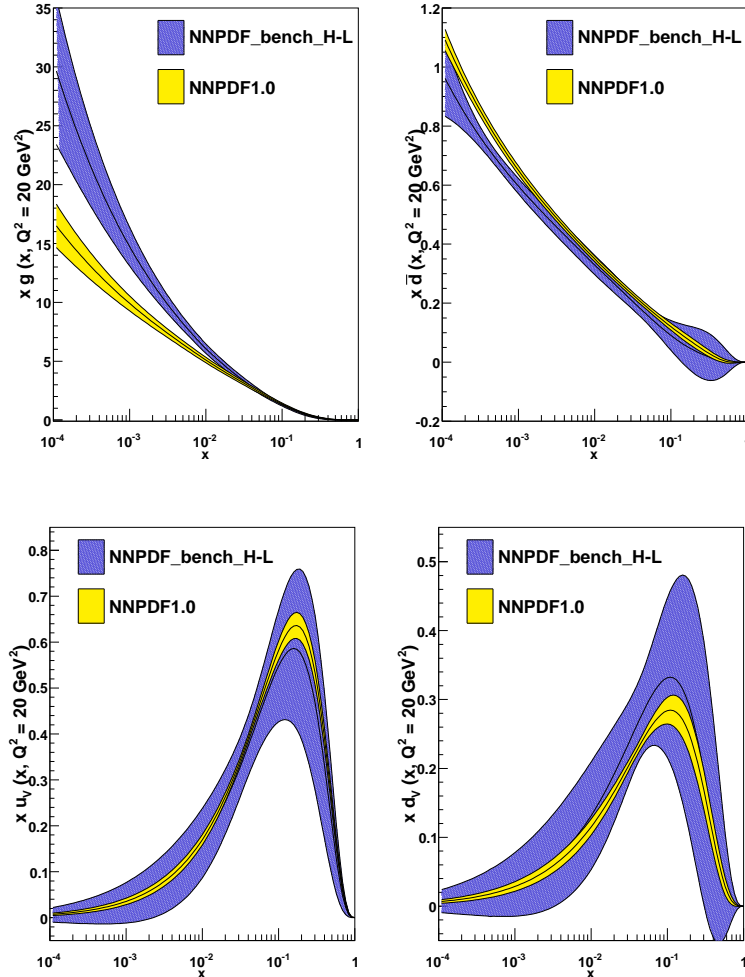 NNPDF_bench_H-L
NNPDF1.0
x g (x, Q² = 20 GeV²)
35
30
25
20
15
10
5
0
10⁻⁴ 10⁻³ 10⁻² 10⁻¹ 1
x
NNPDF_bench_H-L
NNPDF1.0
x d̅ (x, Q² = 20 GeV²)
1.2
1
0.8
0.6
0.4
0.2
0
-0.2
10⁻⁴ 10⁻³ 10⁻² 10⁻¹ 1
x
NNPDF_bench_H-L
NNPDF1.0
x u_V (x, Q² = 20 GeV²)
0.8
0.7
0.6
0.5
0.4
0.3
0.2
0.1
0
10⁻⁴ 10⁻³ 10⁻² 10⁻¹ 1
x
NNPDF_bench_H-L
NNPDF1.0
x d_V (x, Q² = 20 GeV²)
0.5
0.4
0.3
0.2
0.1
0
10⁻⁴ 10⁻³ 10⁻² 10⁻¹ 1
x